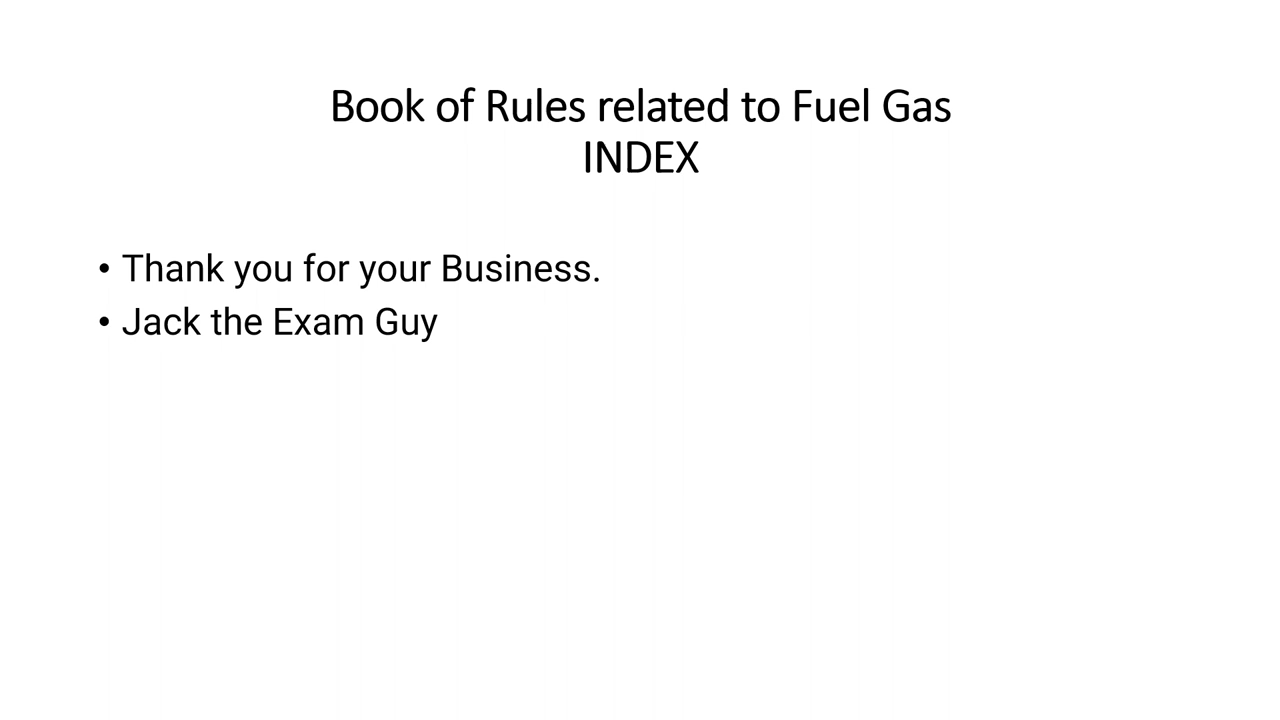 Book of Rules related to Fuel Gas
INDEX
• Thank you for your Business.
• Jack the Exam Guy